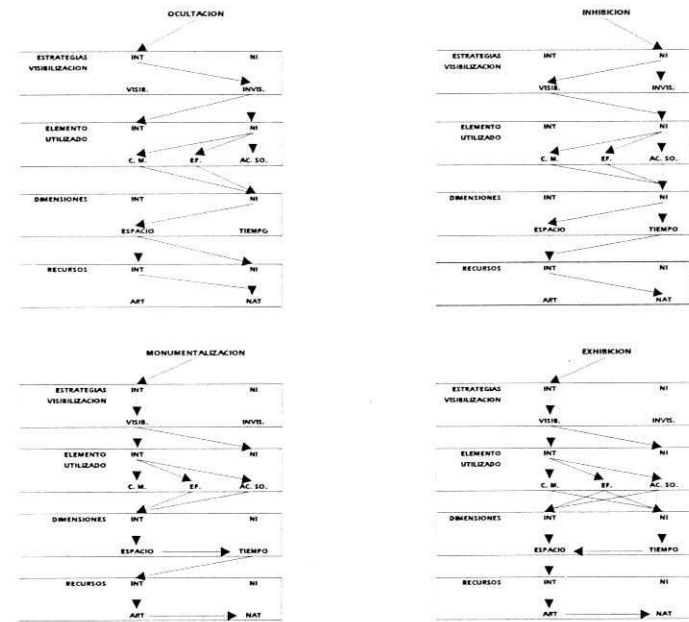 OCULTACION
ESTRATEGIAS INT NI
VISIBILIZACION
VISIB. INVIS.
ELEMENTO INT NI
UTILIZADO
C. M. EF. AC. SO.
DIMENSIONES INT NI
ESPACIO TIEMPO
RECURSOS INT NI
ART NAT
INHIBICION
ESTRATEGIAS INT NI
VISIBILIZACION
VISIB. INVIS.
ELEMENTO INT NI
UTILIZADO
C. M. EF. AC. SO.
DIMENSIONES INT NI
ESPACIO TIEMPO
RECURSOS INT NI
ART NAT
MONUMENTALIZACION
ESTRATEGIAS INT NI
VISIBILIZACION
VISIB. INVIS.
ELEMENTO INT NI
UTILIZADO
C. M. EF. AC. SO.
DIMENSIONES INT NI
ESPACIO TIEMPO
RECURSOS INT NI
ART NAT
EXHIBICION
ESTRATEGIAS INT NI
VISIBILIZACION
VISIB. INVIS.
ELEMENTO INT NI
UTILIZADO
C. M. EF. AC. SO.
DIMENSIONES INT NI
ESPACIO TIEMPO
RECURSOS INT NI
ART NAT